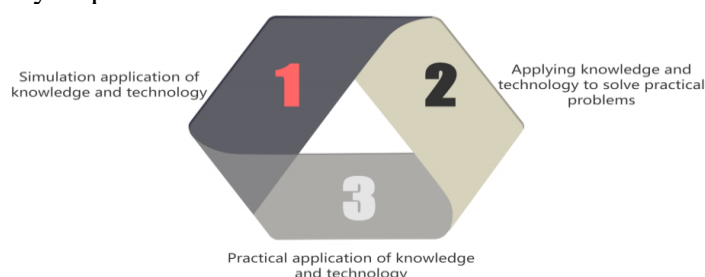 1
Simulation application of
knowledge and technology
2
Applying knowledge and
technology to solve practical
problems
3
Practical application of knowledge
and technology